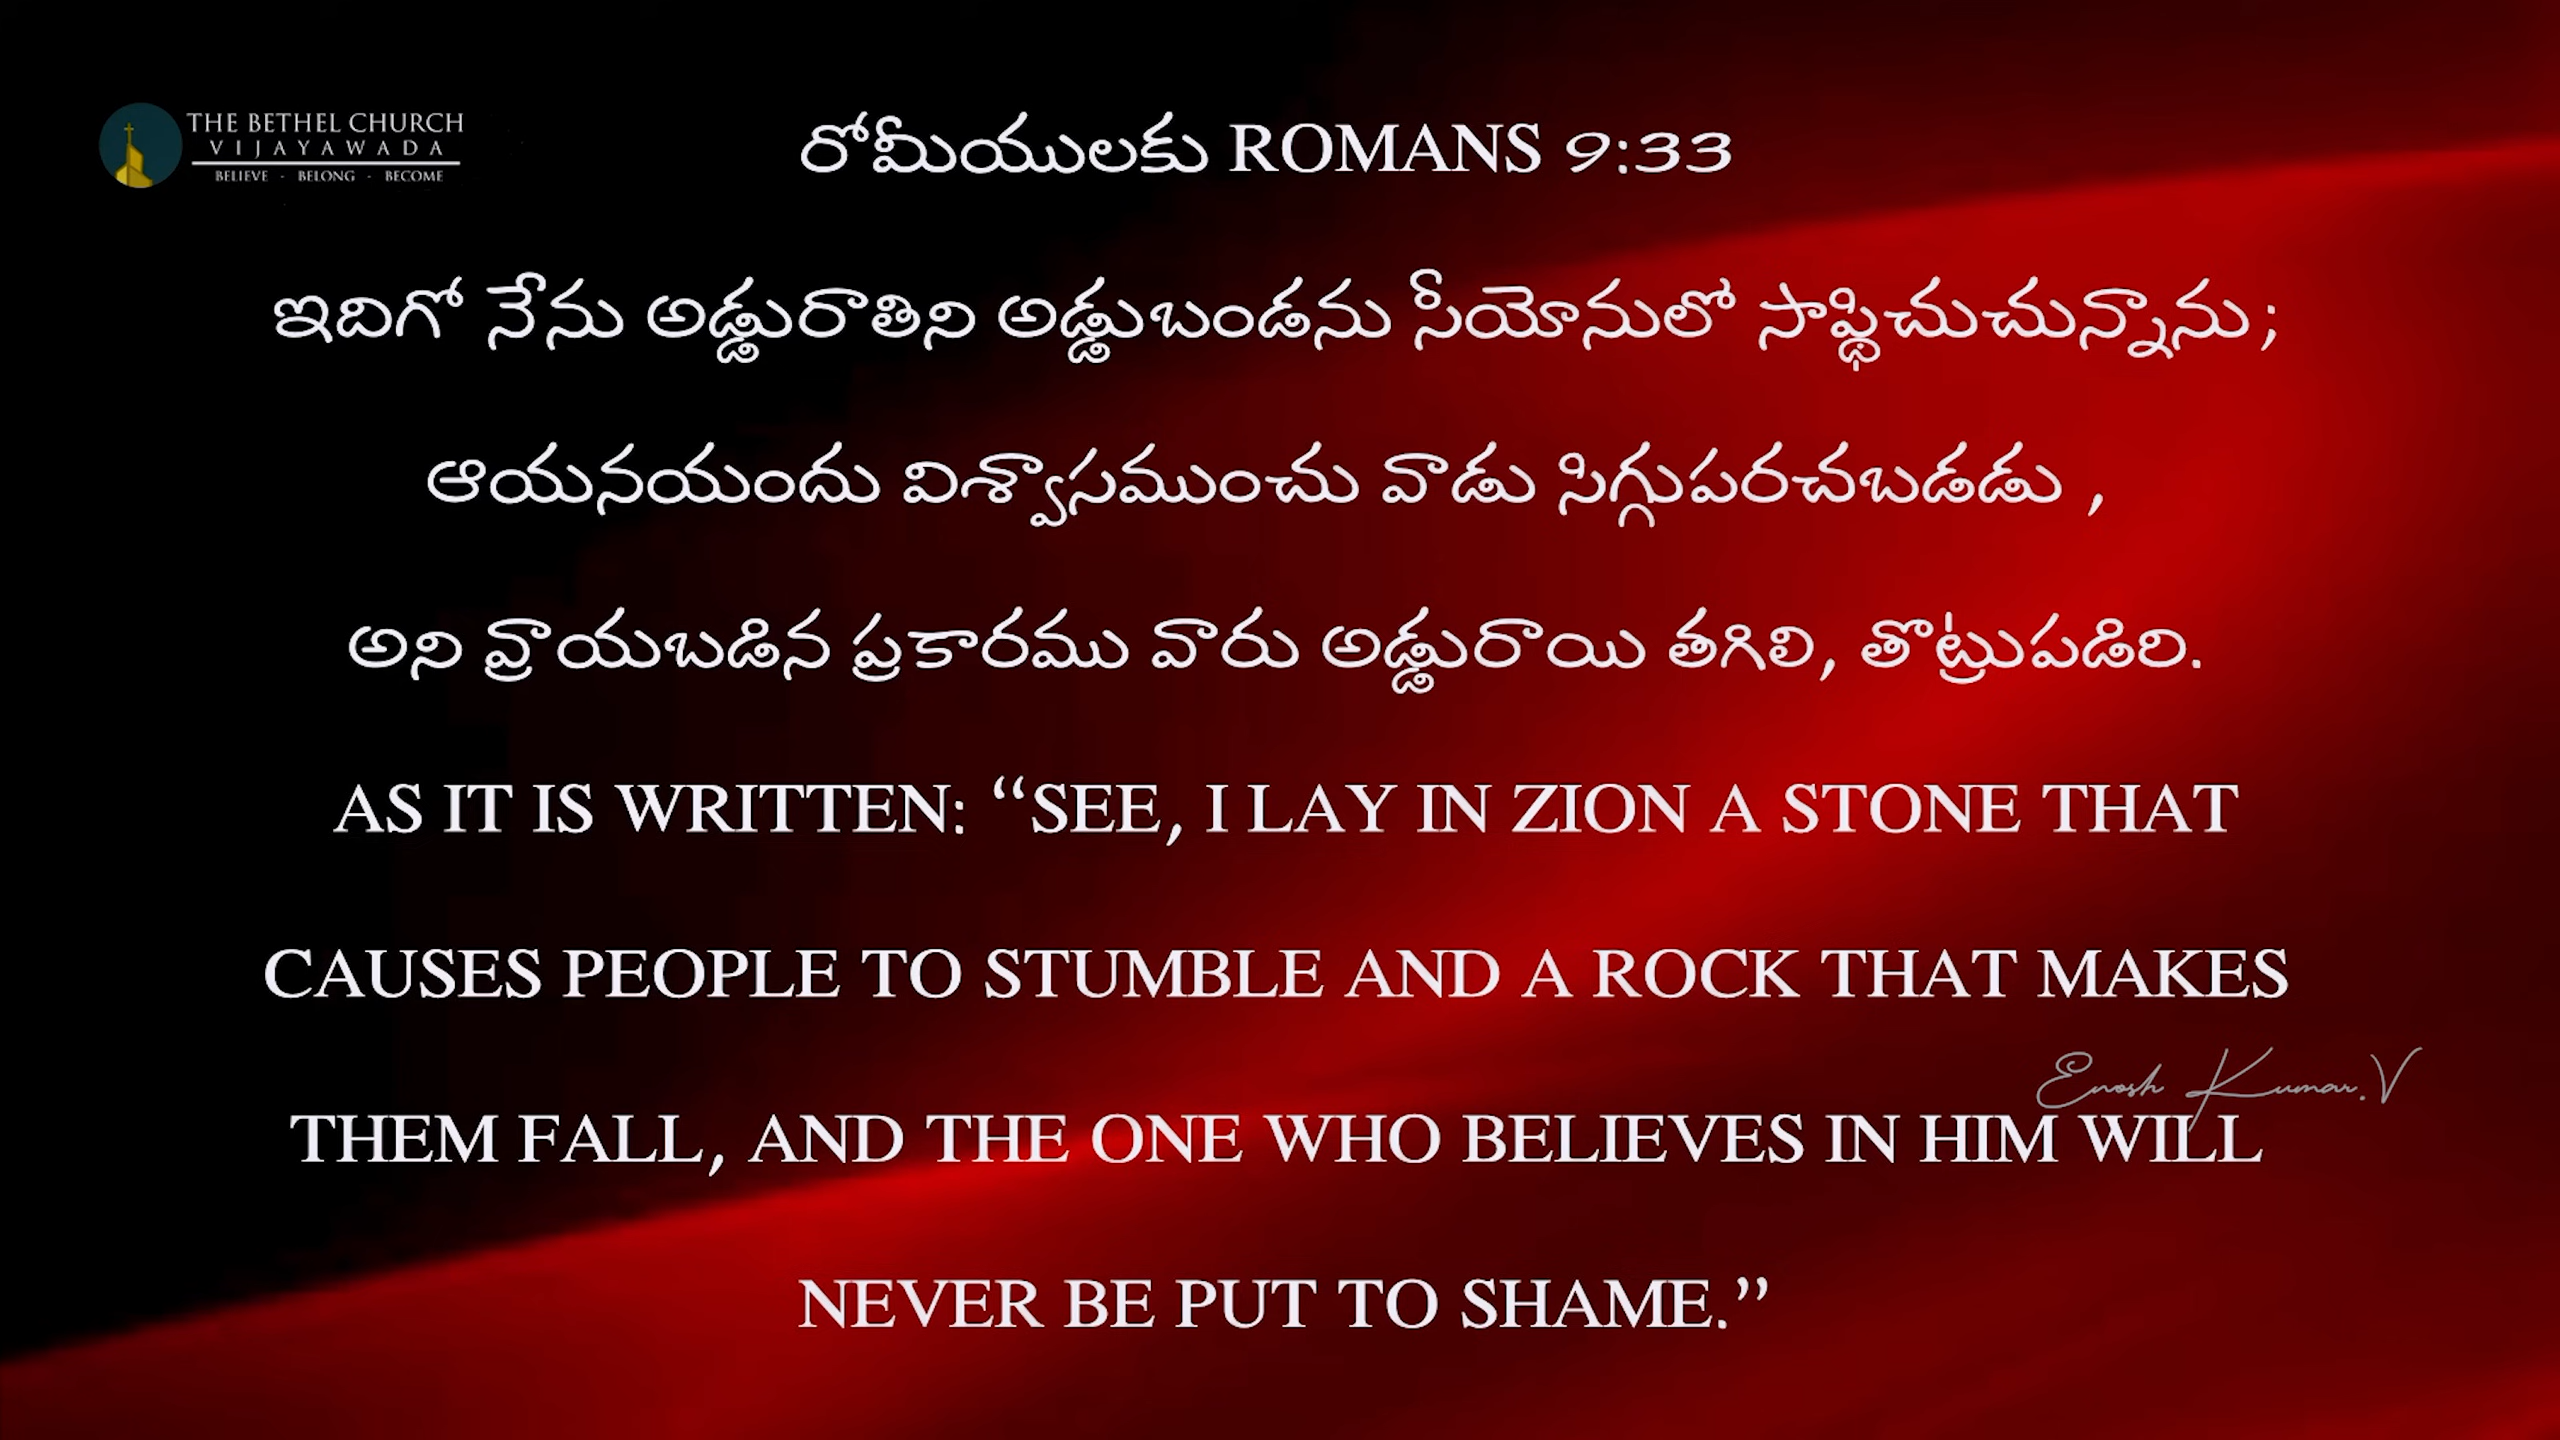 THE BETHEL CHURCH
VIJAYAWADA
BELIEVE - BELONG - BECOME
రోమీయులకు ROMANS 9:33
ఇదిగో నేను అడ్డురాతిని అడ్డుబండను సీయోనులో సాప్థిచుచున్నాను;
ఆయనయందు విశ్వాసముంచు వాడు సిగ్గుపరచబడడు ,
అని వ్రాయబడిన ప్రకారము వారు అడ్డురాయి తగిలి, తొట్రుపడిరి.
AS IT IS WRITTEN: “SEE, I LAY IN ZION A STONE THAT
CAUSES PEOPLE TO STUMBLE AND A ROCK THAT MAKES
Enosh Kumar.V
THEM FALL, AND THE ONE WHO BELIEVES IN HIM WILL
NEVER BE PUT TO SHAME.”